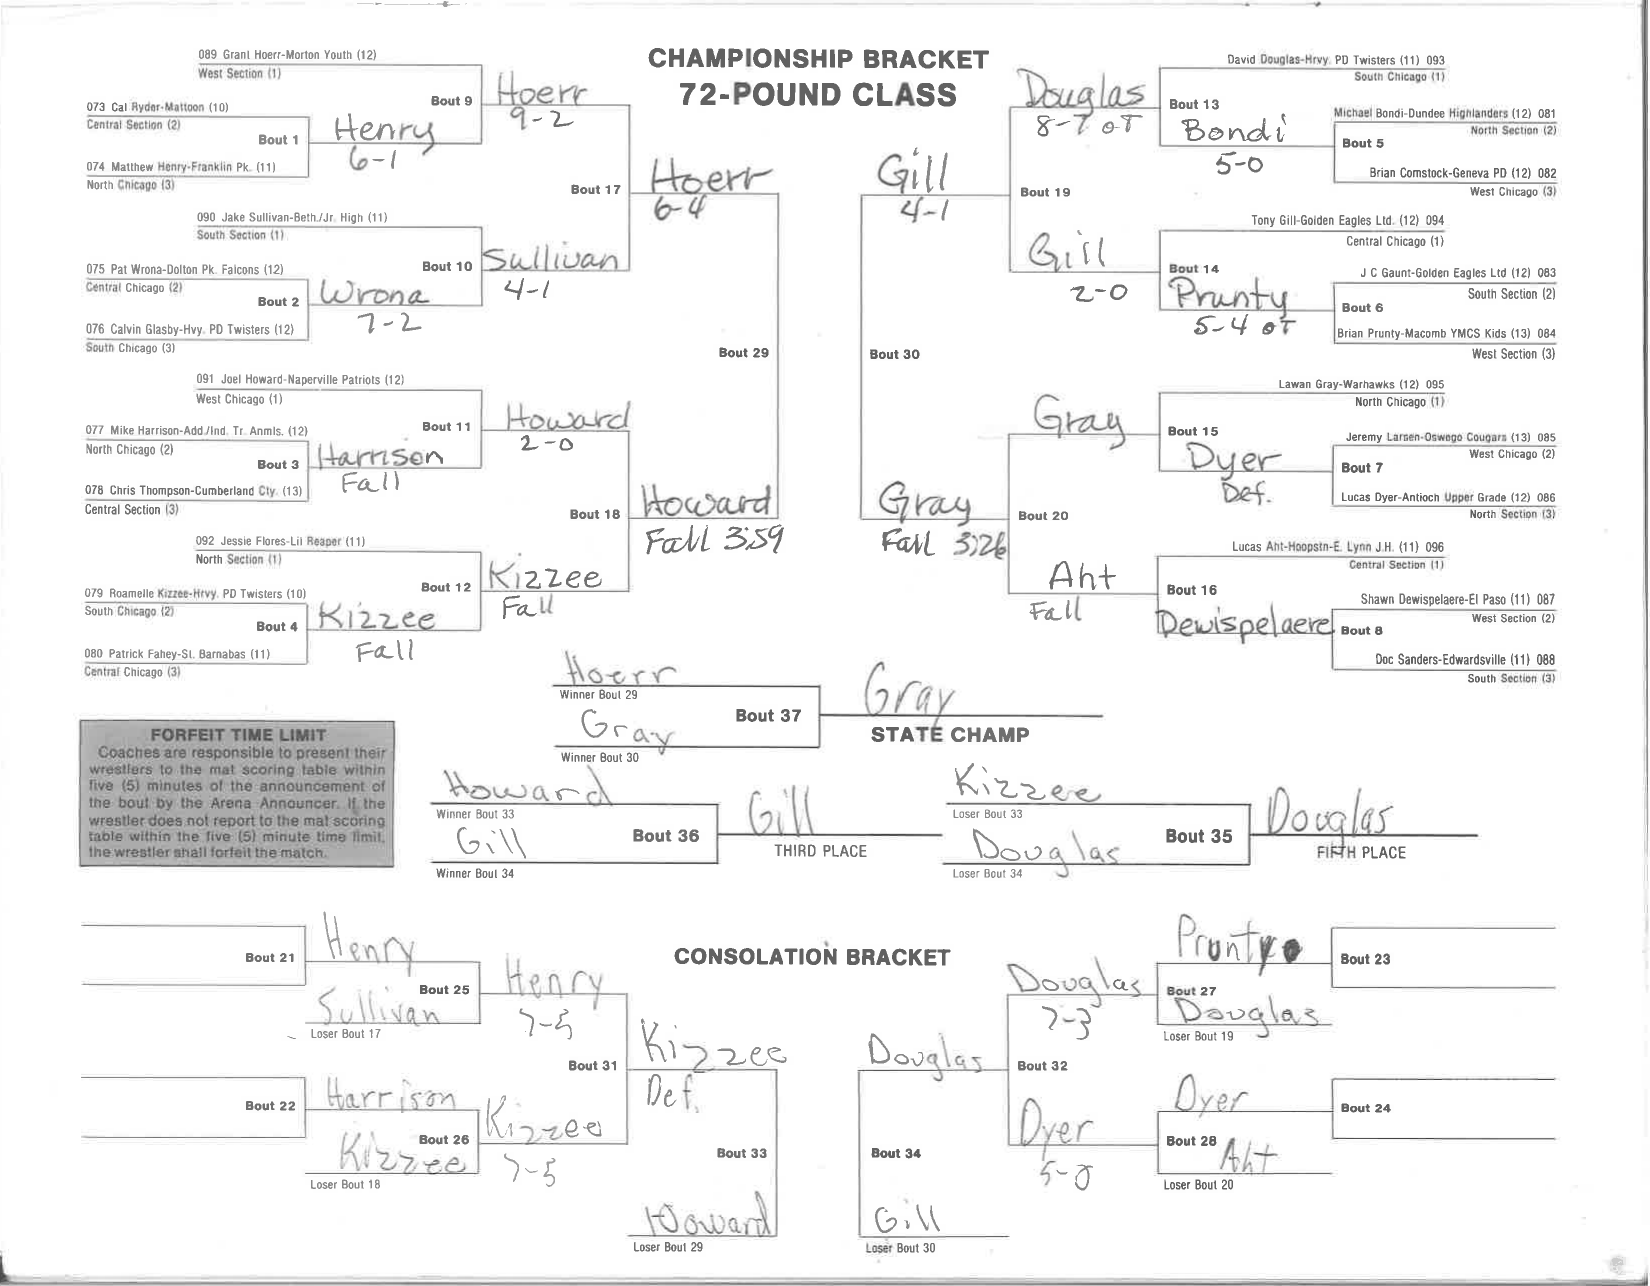 CHAMPIONSHIP BRACKET
72-POUND CLASS
089 Grant Hoerr-Morton Youth (12)
West Section (1)
Bout 9
Hoerr
9-2
073 Cal Ryder-Mattoon (10)
Central Section (2)
Bout 1
Henry
6-1
074 Matthew Henry-Franklin Pk. (11)
North Chicago (3)
Bout 17
Hoerr
6-4
090 Jake Sullivan-Beth./Jr. High (11)
South Section (1)
Bout 10
Sullivan
4-1
075 Pat Wrona-Dolton Pk. Falcons (12)
Central Chicago (2)
Bout 2
Wrona
7-2
076 Calvin Glasby-Hvy. PD Twisters (12)
South Chicago (3)
Bout 29
091 Joel Howard-Naperville Patriots (12)
West Chicago (1)
Bout 11
Howard
2-0
077 Mike Harrison-Add./Ind. Tr. Anmls. (12)
North Chicago (2)
Bout 3
Harrison
Fall
078 Chris Thompson-Cumberland Cty. (13)
Central Section (3)
Bout 18
Howard
Fall 3:59
092 Jessie Flores-Lil Reaper (11)
North Section (1)
Bout 12
Kizzee
Fall
079 Roamelle Kizzee-Hrvy. PD Twisters (10)
South Chicago (2)
Bout 4
Kizzee
Fall
080 Patrick Fahey-St. Barnabas (11)
Central Chicago (3)
David Douglas-Hrvy. PD Twisters (11) 093
South Chicago (1)
Douglas
8-7 OT
Bout 13
Bondi
5-0
Michael Bondi-Dundee Highlanders (12) 081
North Section (2)
Bout 5
Brian Comstock-Geneva PD (12) 082
West Chicago (3)
Gill
4-1
Bout 19
Tony Gill-Golden Eagles Ltd. (12) 094
Central Chicago (1)
Gill
2-0
Bout 14
Prunty
5-4 OT
J C Gaunt-Golden Eagles Ltd (12) 083
South Section (2)
Bout 6
Brian Prunty-Macomb YMCS Kids (13) 084
West Section (3)
Bout 30
Lawan Gray-Warhawks (12) 095
North Chicago (1)
Gray
Bout 15
Dyer
Def.
Jeremy Larsen-Oswego Cougars (13) 085
West Chicago (2)
Bout 7
Lucas Dyer-Antioch Upper Grade (12) 086
North Section (3)
Gray
Fall 3:26
Bout 20
Lucas Aht-Hoopstn-E. Lynn J.H. (11) 096
Central Section (1)
Aht
Fall
Bout 16
Dewispelaere
Shawn Dewispelaere-El Paso (11) 087
West Section (2)
Bout 8
Doc Sanders-Edwardsville (11) 088
South Section (3)
Hoerr
Winner Bout 29
Gray
Winner Bout 30
Bout 37
Gray
STATE CHAMP
FORFEIT TIME LIMIT
Coaches are responsible to present their
wrestlers to the mat scoring table within
five (5) minutes of the announcement of
the bout by the Arena Announcer. If the
wrestler does not report to the mat scoring
table within the five (5) minute time limit,
the wrestler shall forfeit the match.
Howard
Winner Bout 33
Gill
Winner Bout 34
Bout 36
Gill
THIRD PLACE
Kizzee
Loser Bout 33
Douglas
Loser Bout 34
Bout 35
Douglas
FIFTH PLACE
CONSOLATION BRACKET
Bout 21
Henry
Bout 25
Sullivan
Loser Bout 17
Henry
7-5
Bout 31
Kizzee
Def.
Bout 22
Harrison
Bout 26
Kizzee
Loser Bout 18
Kizzee
7-5
Bout 33
Howard
Loser Bout 29
Prunty
Bout 23
Douglas
7-3
Bout 27
Douglas
Loser Bout 19
Douglas
Bout 32
Dyer
Bout 24
Dyer
5-0
Bout 28
Aht
Loser Bout 20
Bout 34
Gill
Loser Bout 30